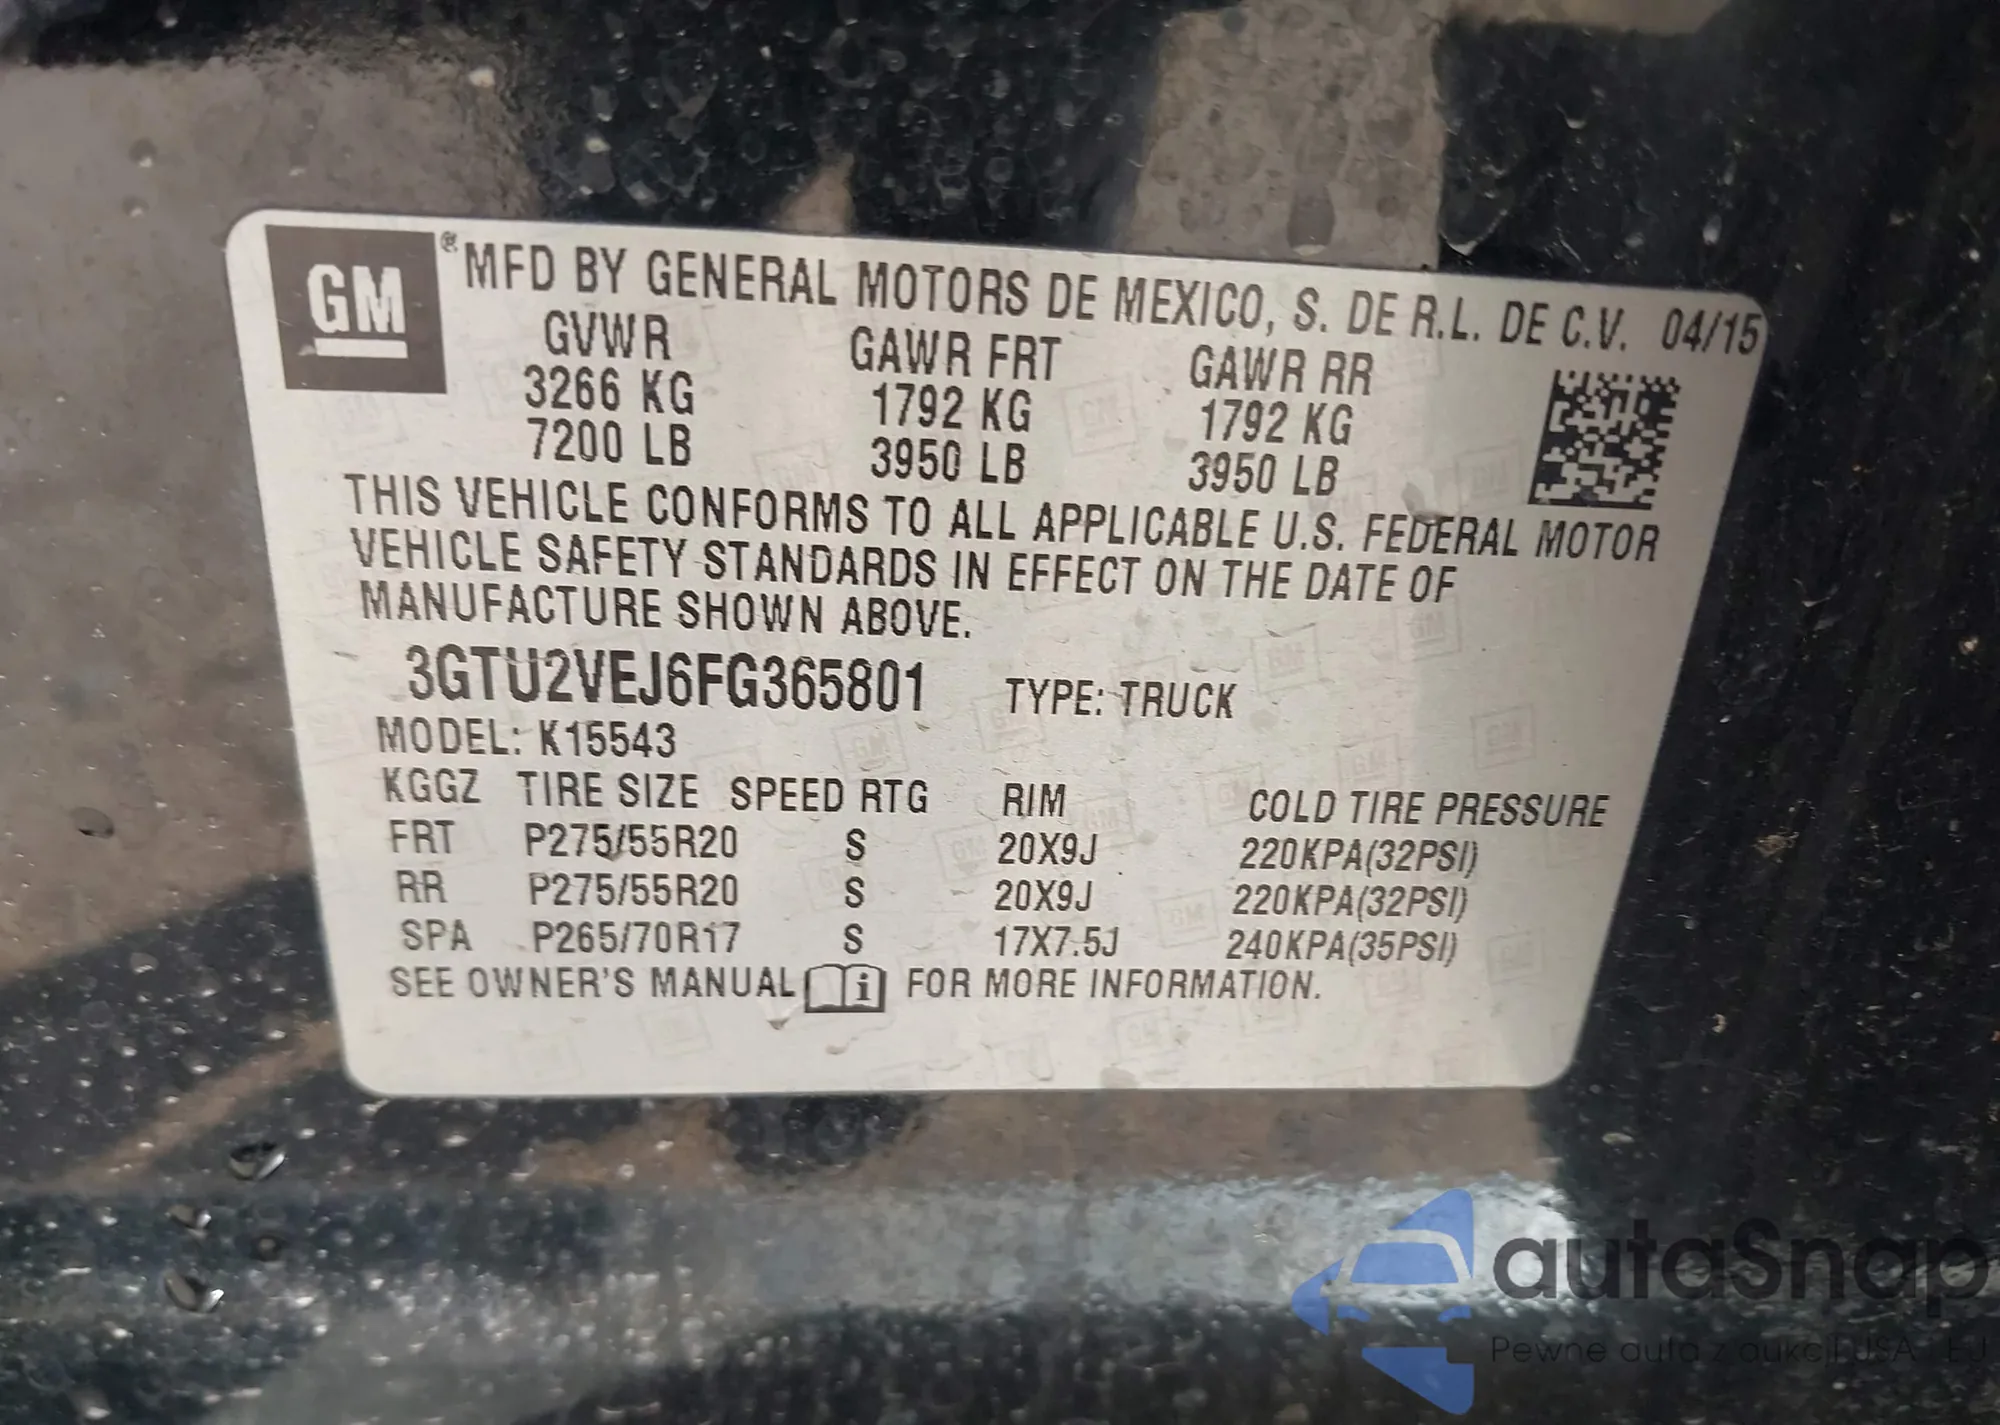 GM ® MFD BY GENERAL MOTORS DE MEXICO, S. DE R.L. DE C.V. 04/15
GVWR GAWR FRT GAWR RR
3266 KG 1792 KG 1792 KG
7200 LB 3950 LB 3950 LB
THIS VEHICLE CONFORMS TO ALL APPLICABLE U.S. FEDERAL MOTOR
VEHICLE SAFETY STANDARDS IN EFFECT ON THE DATE OF
MANUFACTURE SHOWN ABOVE.
3GTU2VEJ6FG365801 TYPE: TRUCK
MODEL: K15543
KGGZ TIRE SIZE SPEED RTG RIM COLD TIRE PRESSURE
FRT P275/55R20 S 20X9J 220KPA(32PSI)
RR P275/55R20 S 20X9J 220KPA(32PSI)
SPA P265/70R17 S 17X7.5J 240KPA(35PSI)
SEE OWNER'S MANUAL i FOR MORE INFORMATION.
autaSnap
Pewne auta z aukcji USA